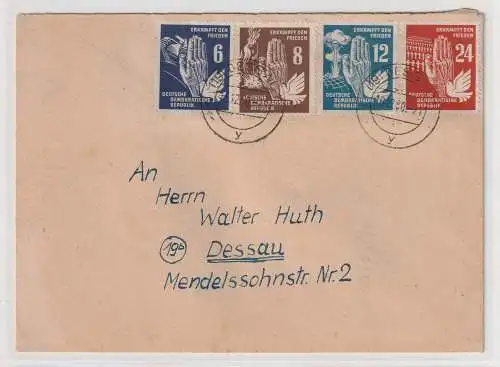 ERKÄMPFT DEN
FRIEDEN
6
DEUTSCHE
DEMOKRATISCHE
REPUBLIK
ERKÄMPFT DEN
FRIEDEN
8
DEUTSCHE
DEMOKRATISCHE
REPUBLIK
ERKÄMPFT DEN
FRIEDEN
12
DEUTSCHE
DEMOKRATISCHE
REPUBLIK
ERKÄMPFT DEN
FRIEDEN
24
DEUTSCHE
DEMOKRATISCHE
REPUBLIK
y
An
Herrn
Walter Huth
19b Dessau
Mendelssohnstr. Nr. 2